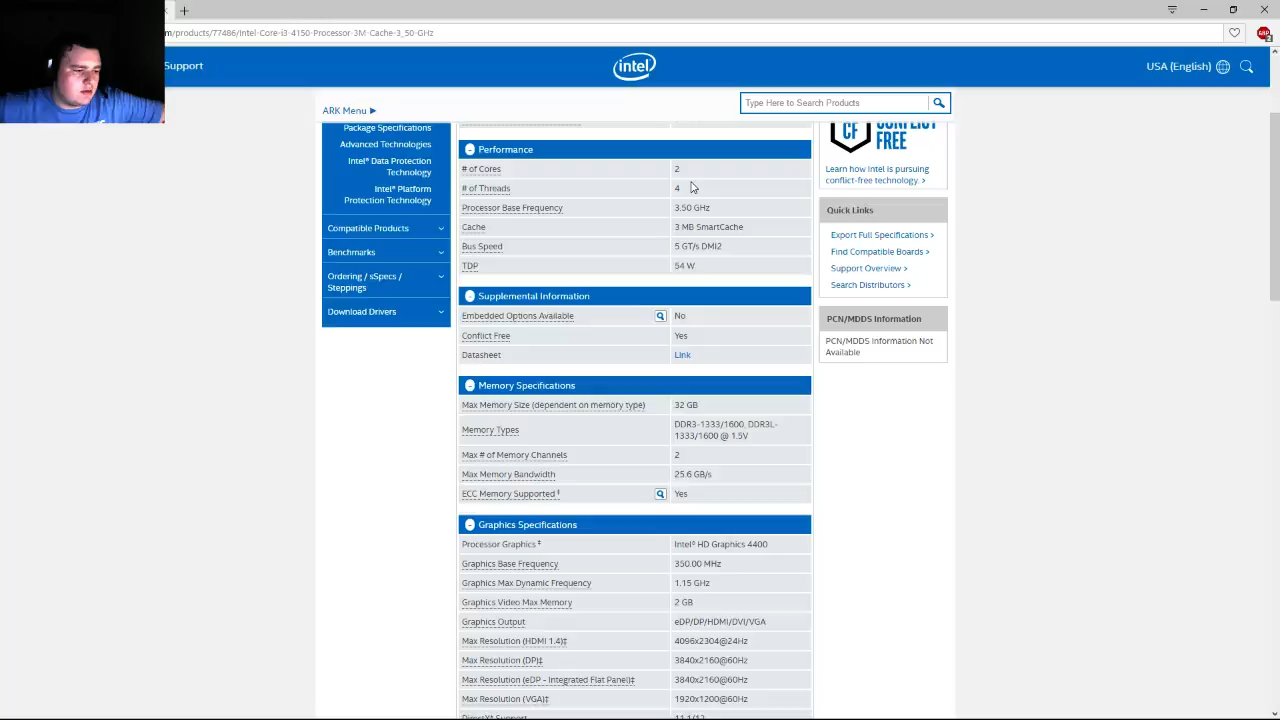 m/products/77486/Intel-Core-i3-4150-Processor-3M-Cache-3_50-GHz
ABP
2
Support
intel
USA (English)
ARK Menu ▶
Type Here to Search Products
Package Specifications
Advanced Technologies
Intel® Data Protection
Technology
Intel® Platform
Protection Technology
Compatible Products
Benchmarks
Ordering / sSpecs /
Steppings
Download Drivers
Performance
# of Cores 2
# of Threads 4
Processor Base Frequency 3.50 GHz
Cache 3 MB SmartCache
Bus Speed 5 GT/s DMI2
TDP 54 W
Supplemental Information
Embedded Options Available No
Conflict Free Yes
Datasheet Link
Memory Specifications
Max Memory Size (dependent on memory type) 32 GB
Memory Types DDR3-1333/1600, DDR3L-
1333/1600 @ 1.5V
Max # of Memory Channels 2
Max Memory Bandwidth 25.6 GB/s
ECC Memory Supported ‡ Yes
Graphics Specifications
Processor Graphics ‡ Intel® HD Graphics 4400
Graphics Base Frequency 350.00 MHz
Graphics Max Dynamic Frequency 1.15 GHz
Graphics Video Max Memory 2 GB
Graphics Output eDP/DP/HDMI/DVI/VGA
Max Resolution (HDMI 1.4)‡ 4096x2304@24Hz
Max Resolution (DP)‡ 3840x2160@60Hz
Max Resolution (eDP - Integrated Flat Panel)‡ 3840x2160@60Hz
Max Resolution (VGA)‡ 1920x1200@60Hz
DirectX* Support 11.1/12
CF CONFLICT
FREE
Learn how Intel is pursuing
conflict-free technology. >
Quick Links
Export Full Specifications >
Find Compatible Boards >
Support Overview >
Search Distributors >
PCN/MDDS Information
PCN/MDDS Information Not
Available